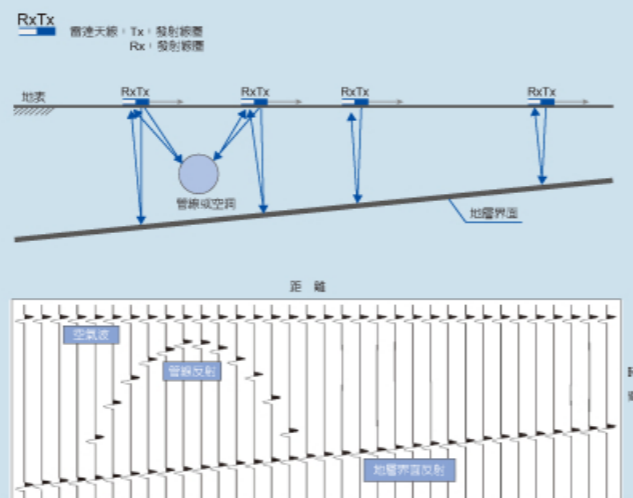 RxTx
雷達天線：Tx：發射線圈
Rx：發射線圈
地表
RxTx
RxTx
RxTx
RxTx
管線或空洞
地層界面
距 離
空氣波
管線反射
地層界面反射